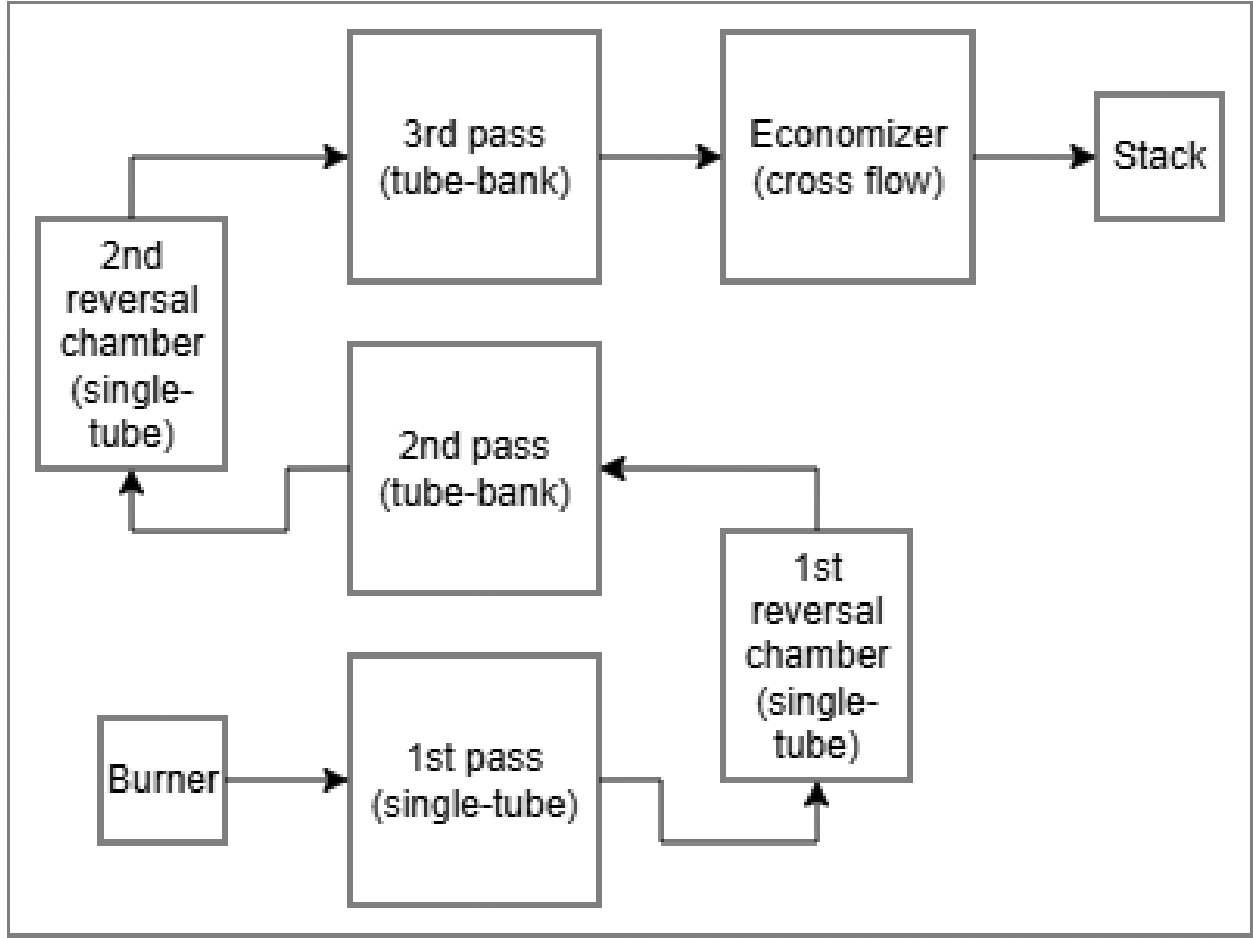 3rd pass
(tube-bank)
Economizer
(cross flow)
Stack
2nd
reversal
chamber
(single-
tube)
2nd pass
(tube-bank)
1st
reversal
chamber
(single-
tube)
Burner
1st pass
(single-tube)